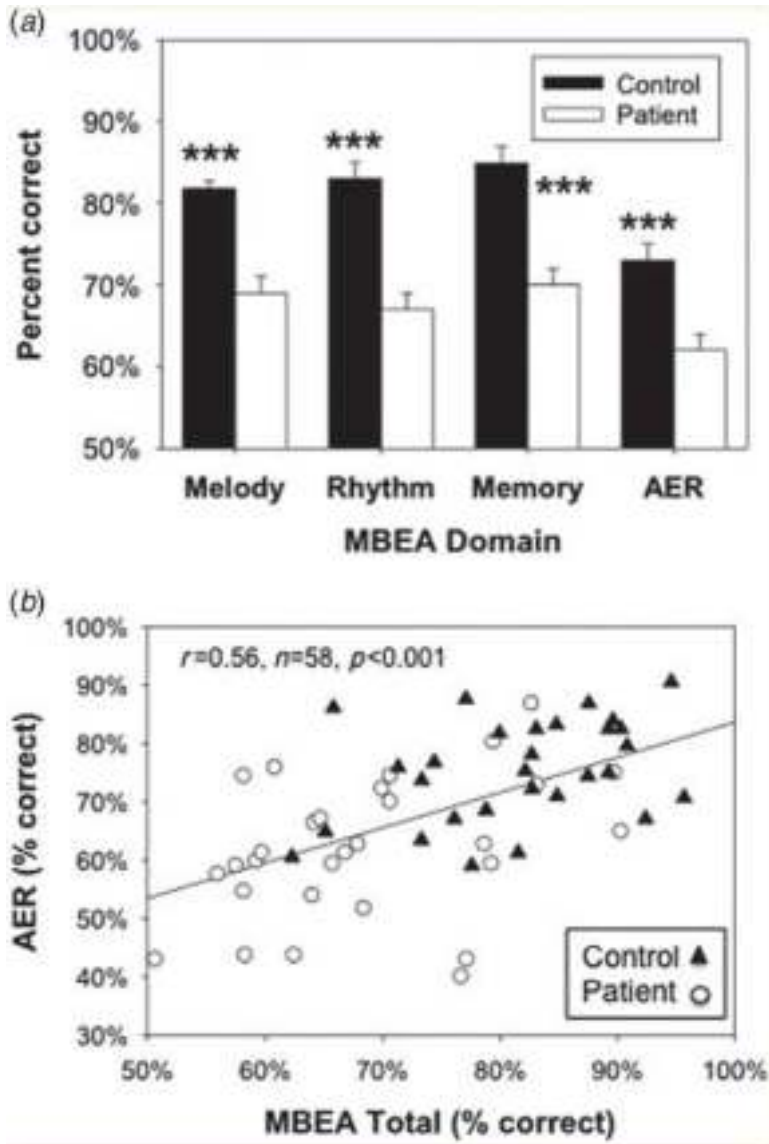 (a)
100%
90%
80%
70%
60%
50%
Percent correct
Control
Patient
***
***
***
***
Melody Rhythm Memory AER
MBEA Domain
(b)
100%
90%
80%
70%
60%
50%
40%
30%
AER (% correct)
r=0.56, n=58, p<0.001
Control
Patient
50% 60% 70% 80% 90% 100%
MBEA Total (% correct)